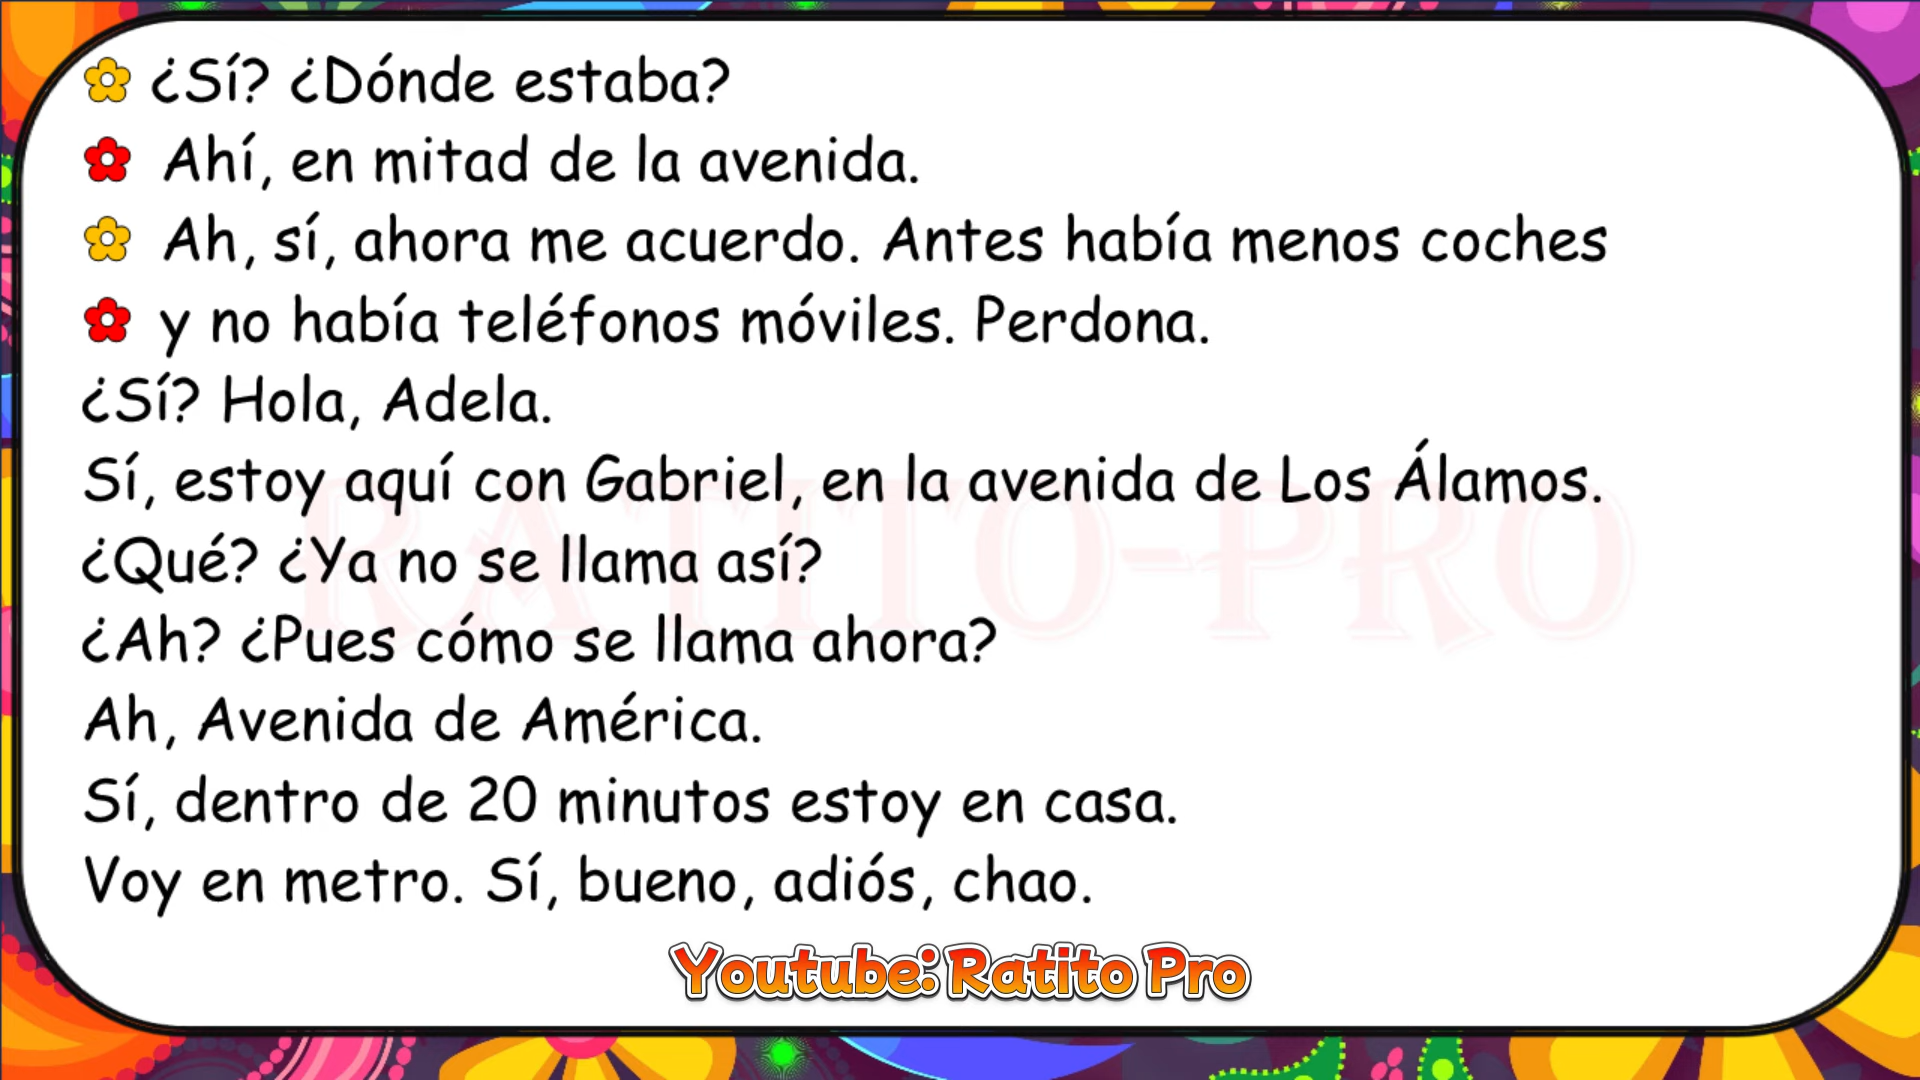 ¿Sí? ¿Dónde estaba?
Ahí, en mitad de la avenida.
Ah, sí, ahora me acuerdo. Antes había menos coches
y no había teléfonos móviles. Perdona.
¿Sí? Hola, Adela.
Sí, estoy aquí con Gabriel, en la avenida de Los Álamos.
¿Qué? ¿Ya no se llama así?
¿Ah? ¿Pues cómo se llama ahora?
Ah, Avenida de América.
Sí, dentro de 20 minutos estoy en casa.
Voy en metro. Sí, bueno, adiós, chao.
RATITO-PRO
Youtube: Ratito Pro